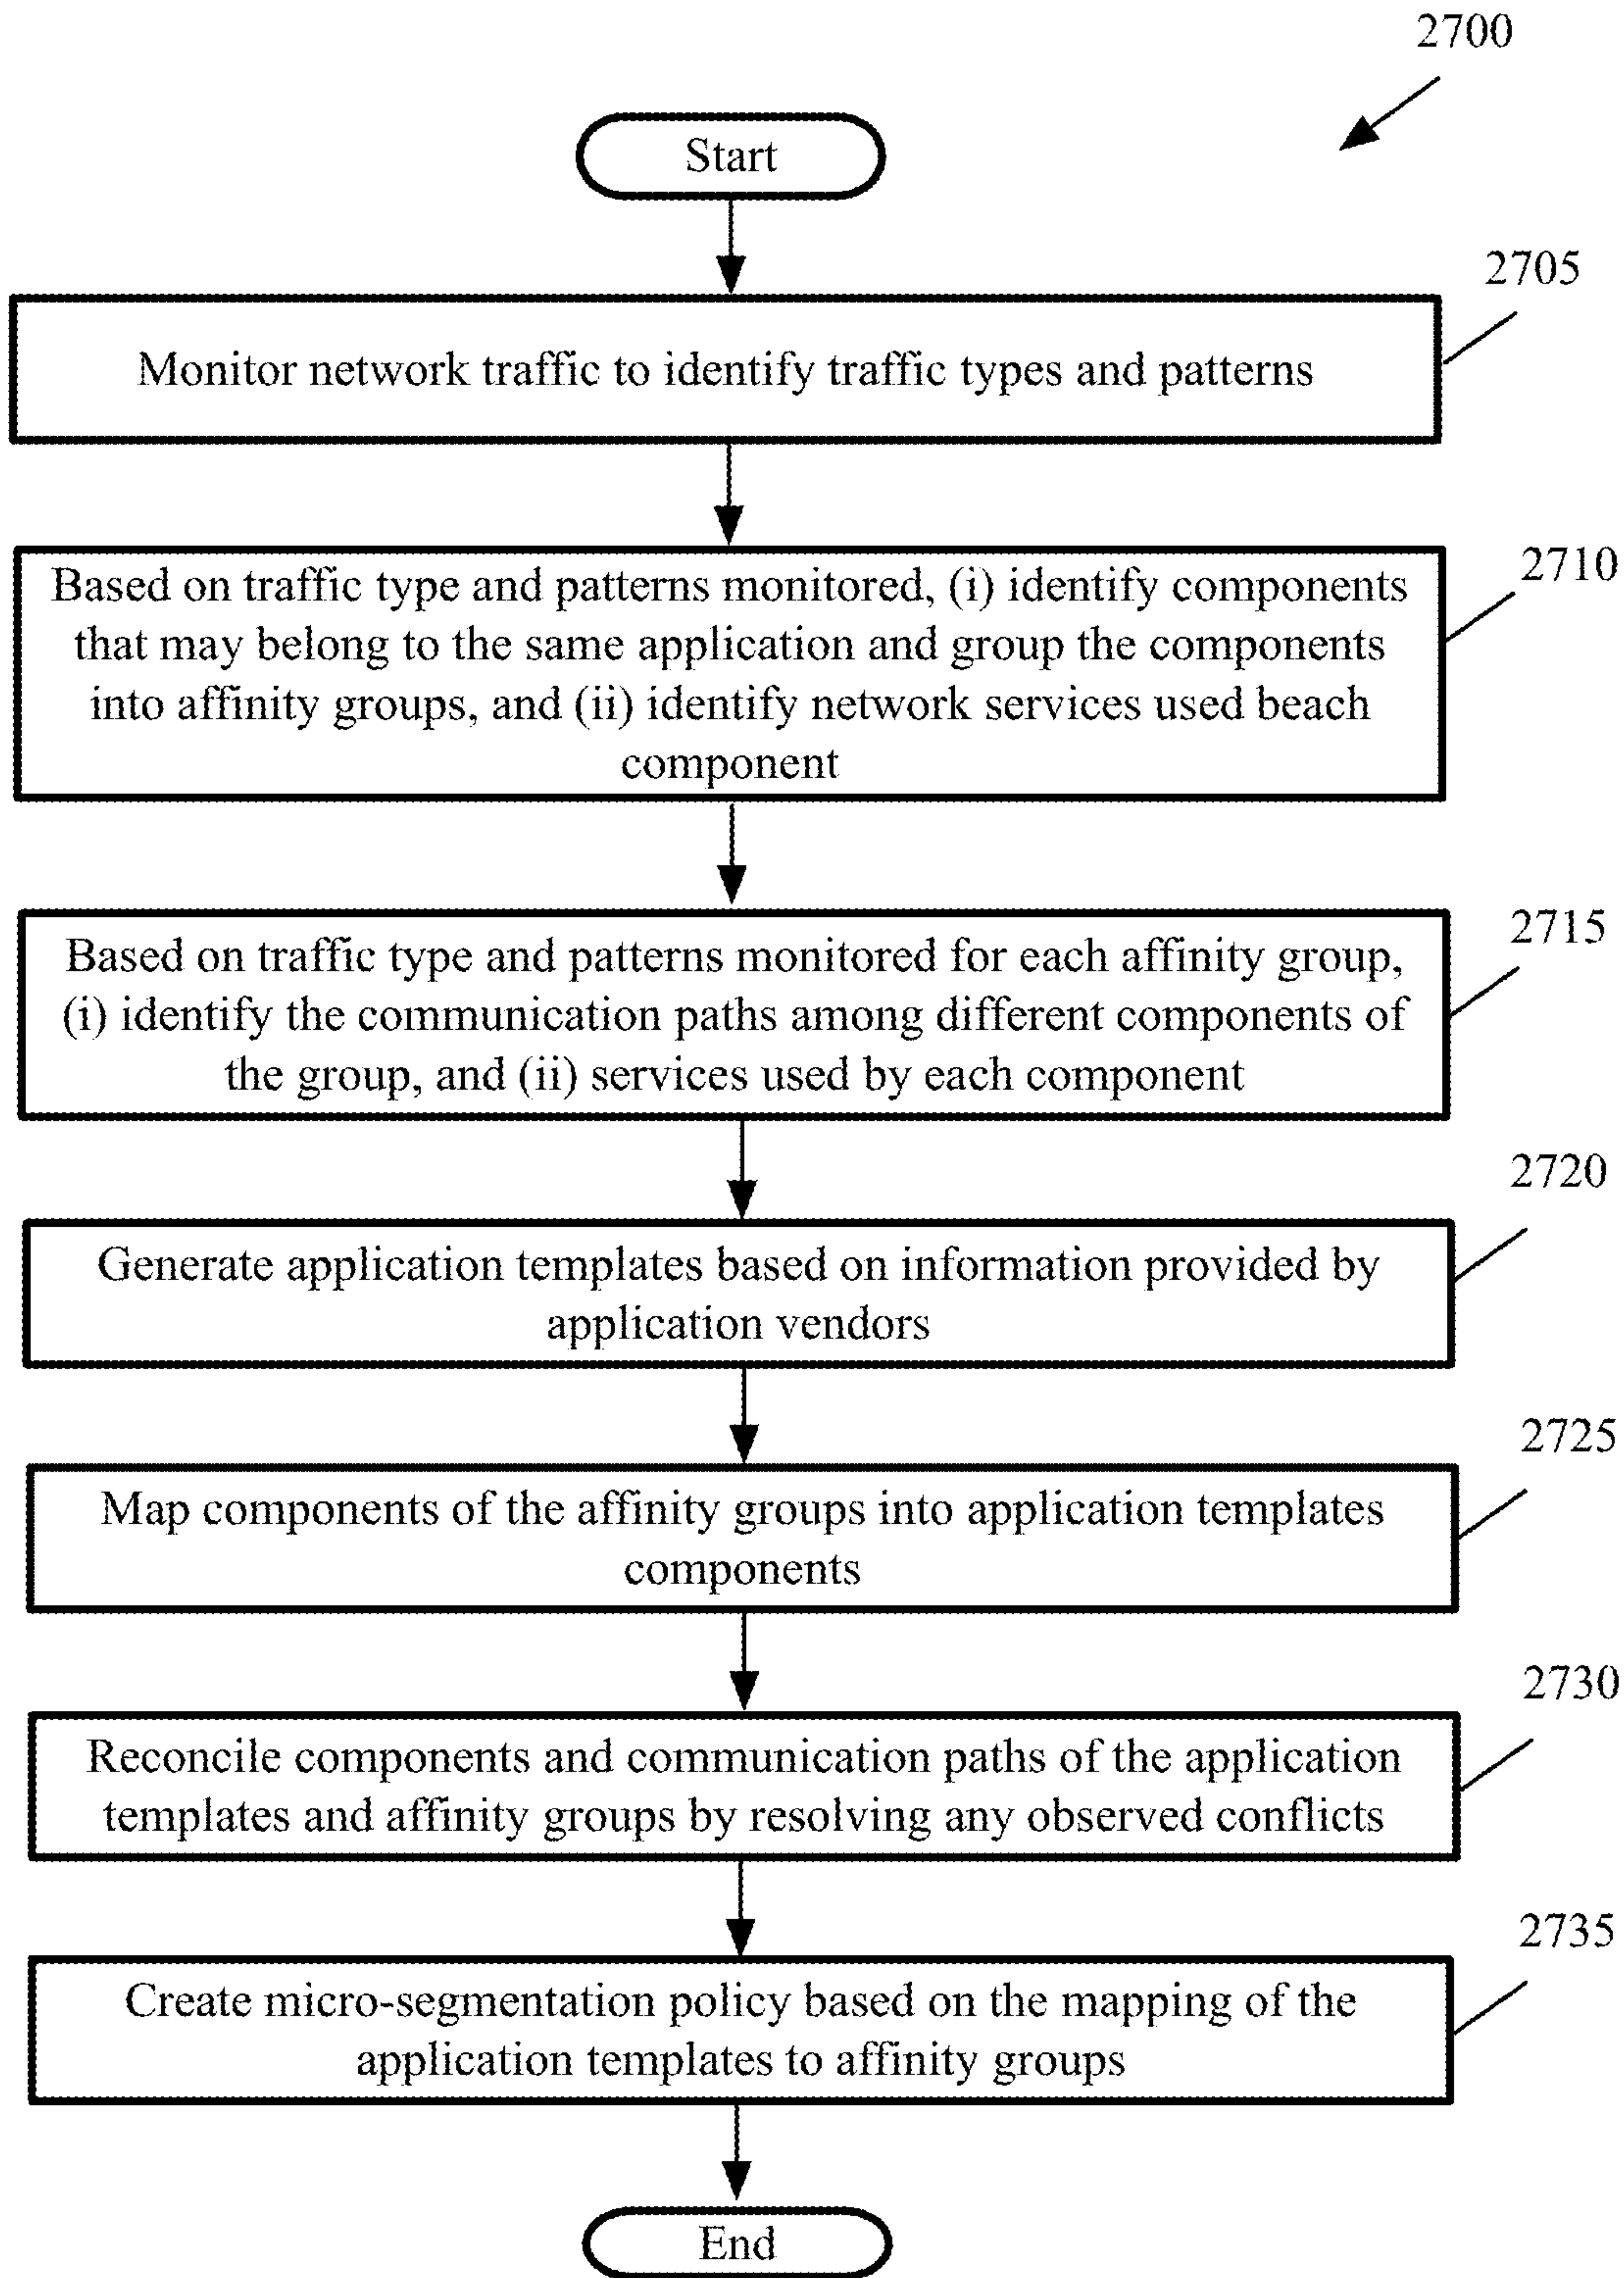 2700
Start
2705
Monitor network traffic to identify traffic types and patterns
2710
Based on traffic type and patterns monitored, (i) identify components
that may belong to the same application and group the components
into affinity groups, and (ii) identify network services used beach
component
2715
Based on traffic type and patterns monitored for each affinity group,
(i) identify the communication paths among different components of
the group, and (ii) services used by each component
2720
Generate application templates based on information provided by
application vendors
2725
Map components of the affinity groups into application templates
components
2730
Reconcile components and communication paths of the application
templates and affinity groups by resolving any observed conflicts
2735
Create micro-segmentation policy based on the mapping of the
application templates to affinity groups
End